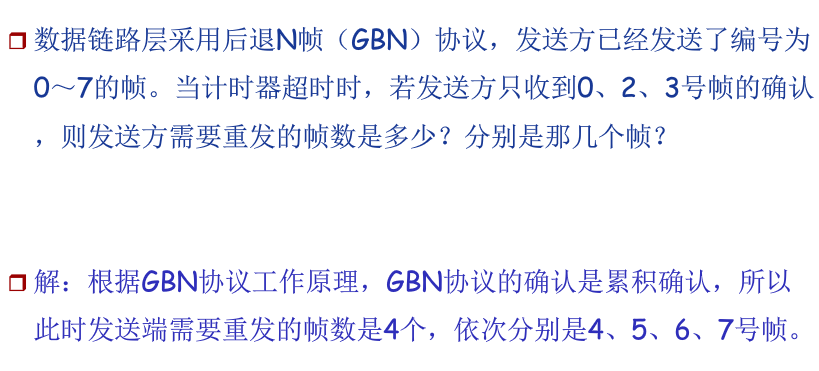 数据链路层采用后退N帧（GBN）协议，发送方已经发送了编号为
0～7的帧。当计时器超时时，若发送方只收到0、2、3号帧的确认
，则发送方需要重发的帧数是多少？分别是那几个帧？
解：根据GBN协议工作原理，GBN协议的确认是累积确认，所以
此时发送端需要重发的帧数是4个，依次分别是4、5、6、7号帧。